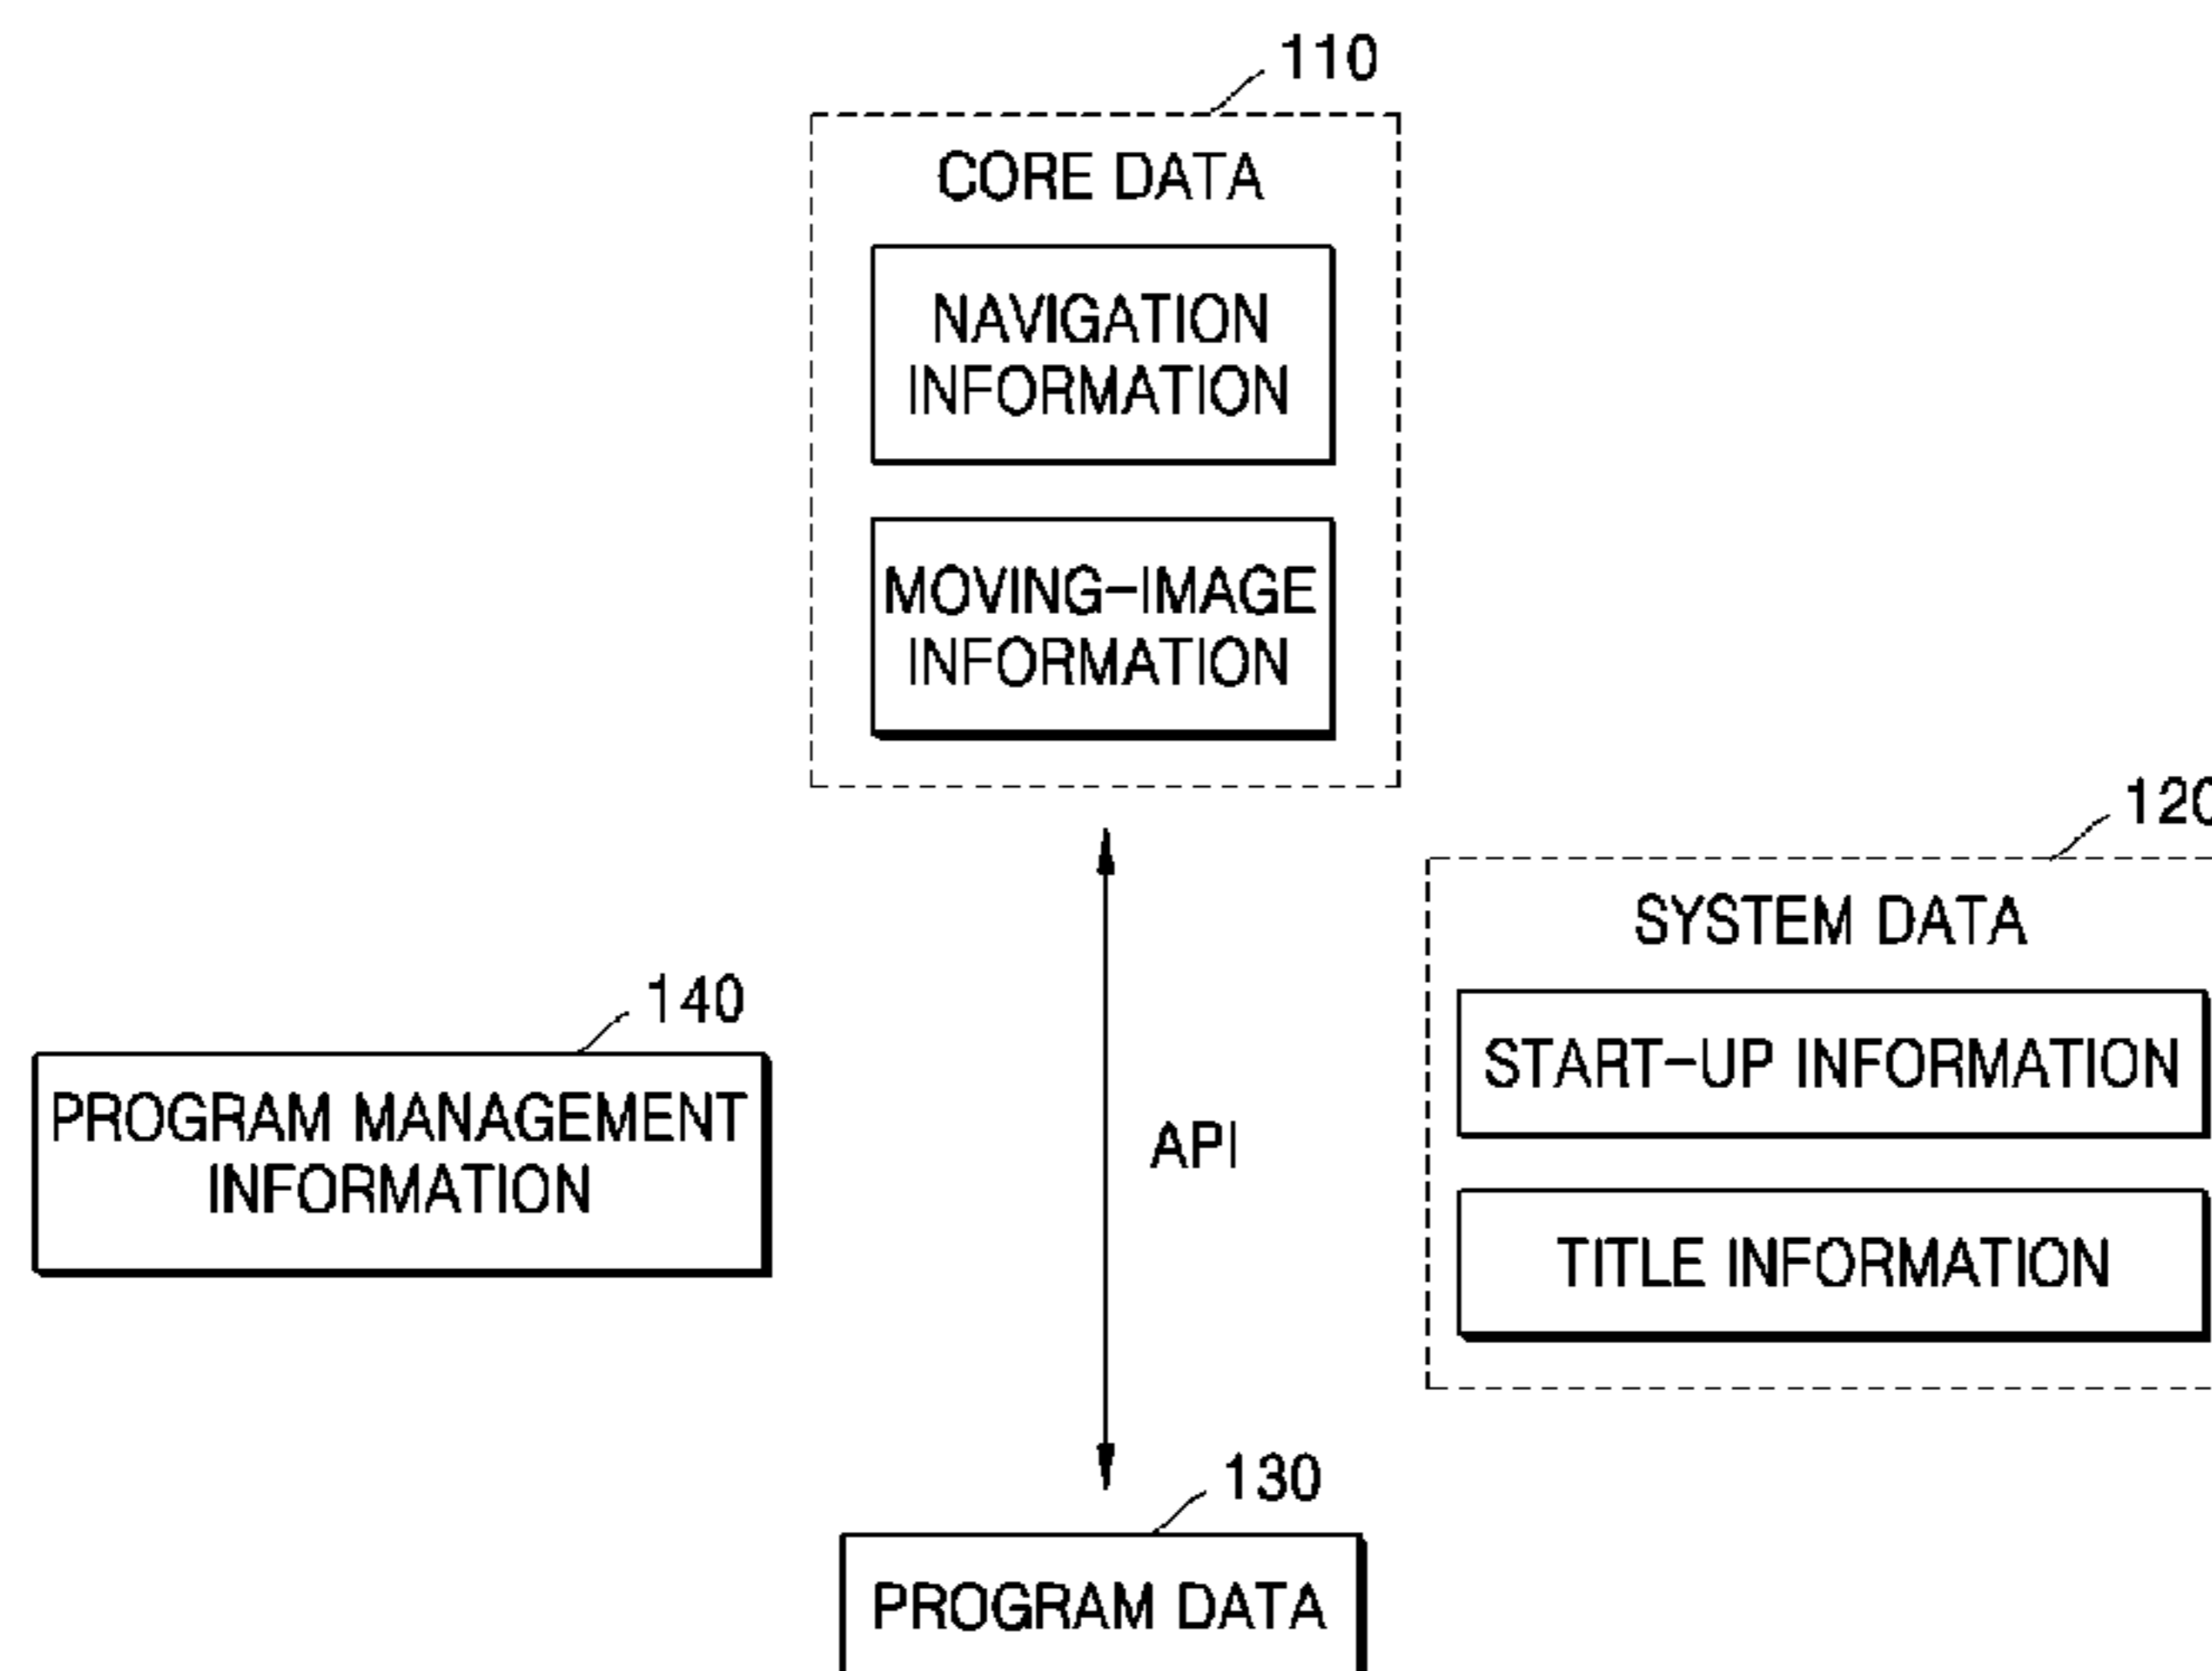 110
CORE DATA
NAVIGATION
INFORMATION
MOVING-IMAGE
INFORMATION
120
SYSTEM DATA
START-UP INFORMATION
TITLE INFORMATION
140
PROGRAM MANAGEMENT
INFORMATION
API
130
PROGRAM DATA